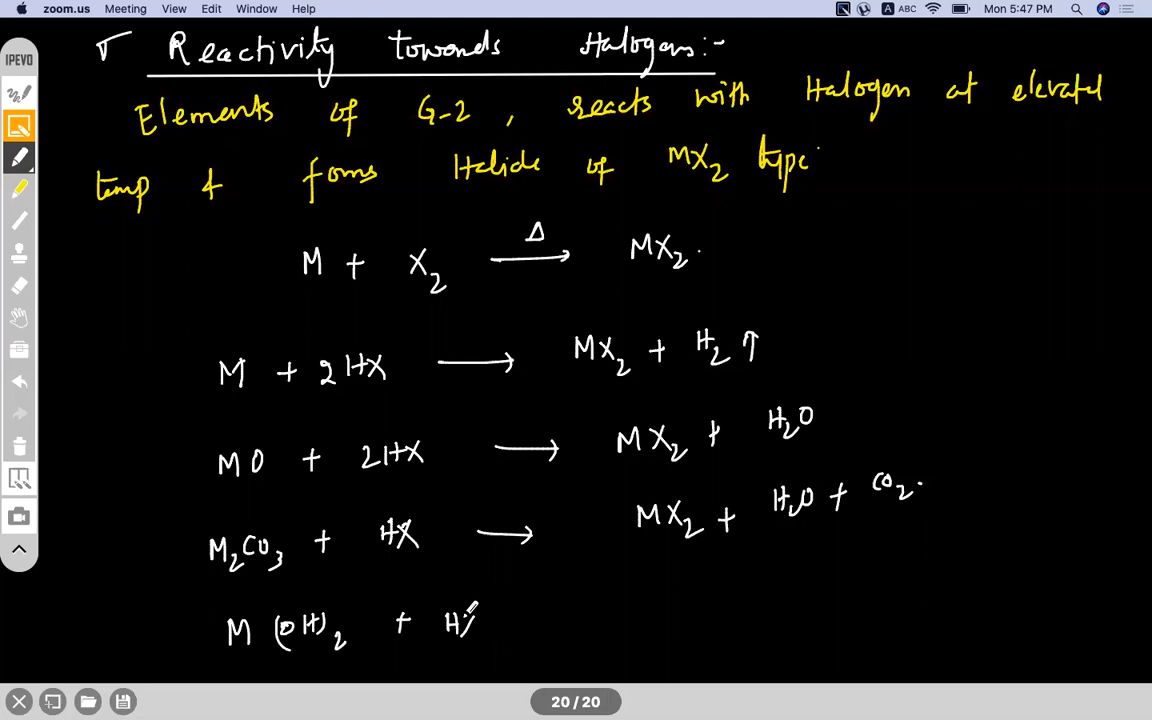 zoom.us Meeting View Edit Window Help ABC Mon 5:47 PM
IPEVO
Reactivity towards Halogens:-
Elements of G-2, reacts with Halogen at elevated
temp & forms Halide of MX2 type.
M + X2 Δ→ MX2.
M + 2HX → MX2 + H2 ↑
MO + 2HX → MX2 + H2O
M2CO3 + HX → MX2 + H2O + CO2.
M(OH)2 + H
20 / 20